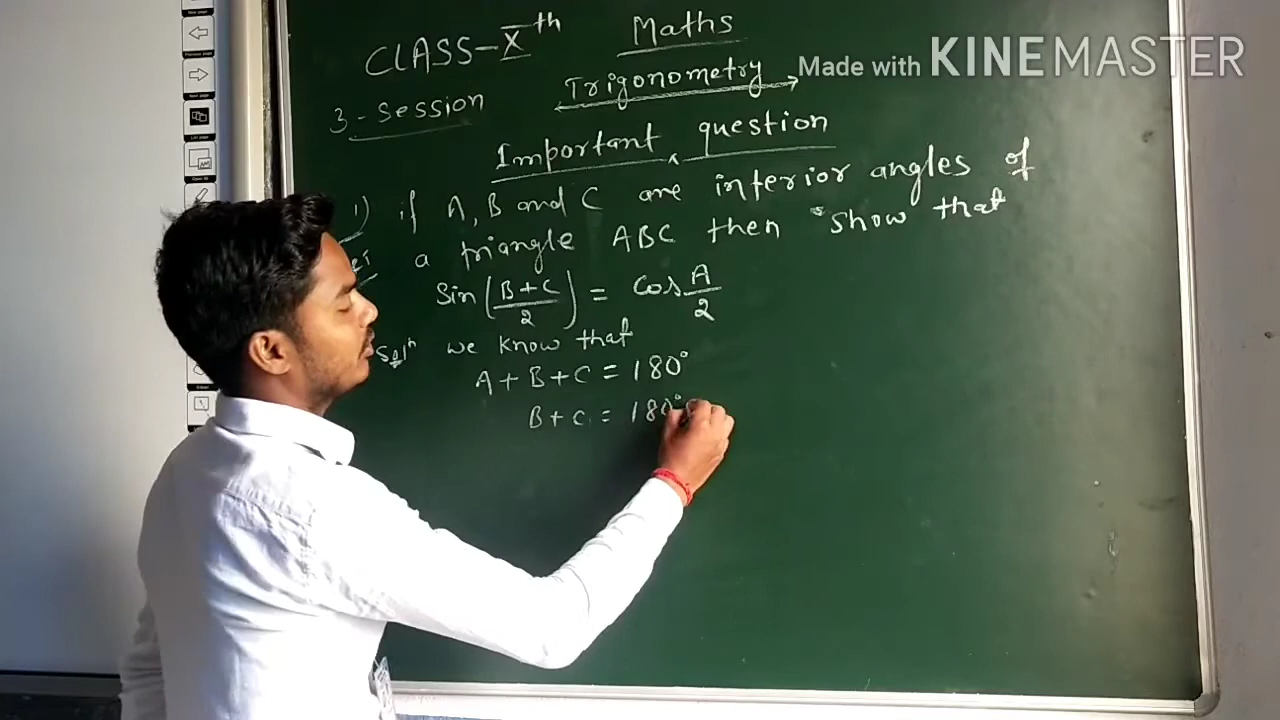 CLASS-Xth Maths
Made with KINEMASTER
3-Session Trigonometry
Important question
1) if A, B and C are interior angles of
a triangle ABC then show that
Sin(B+C/2) = cos A/2
Solⁿ we know that
A + B + C = 180°
B + C = 180°